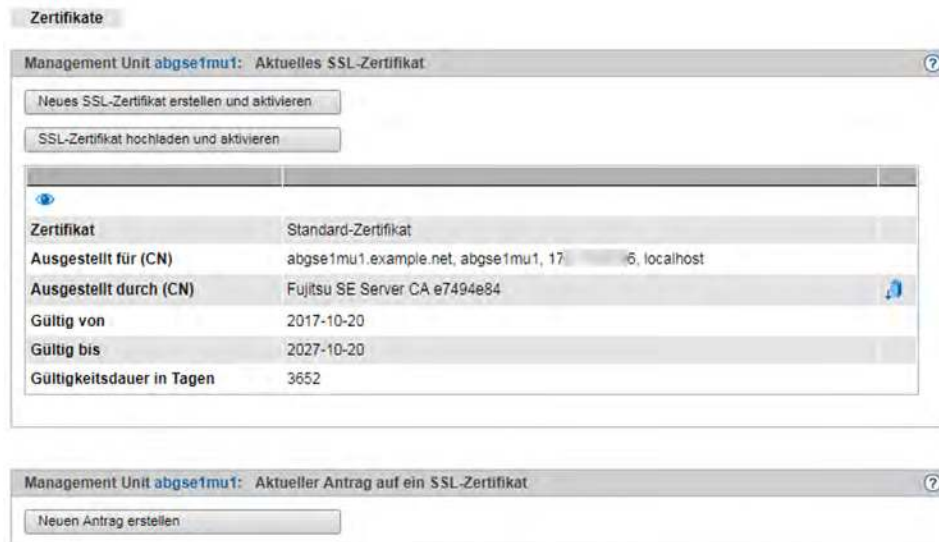 Zertifikate
Management Unit abgse1mu1: Aktuelles SSL-Zertifikat
Neues SSL-Zertifikat erstellen und aktivieren
SSL-Zertifikat hochladen und aktivieren
Zertifikat Standard-Zertifikat
Ausgestellt für (CN) abgse1mu1.example.net, abgse1mu1, 17 6, localhost
Ausgestellt durch (CN) Fujitsu SE Server CA e7494e84
Gültig von 2017-10-20
Gültig bis 2027-10-20
Gültigkeitsdauer in Tagen 3652
Management Unit abgse1mu1: Aktueller Antrag auf ein SSL-Zertifikat
Neuen Antrag erstellen